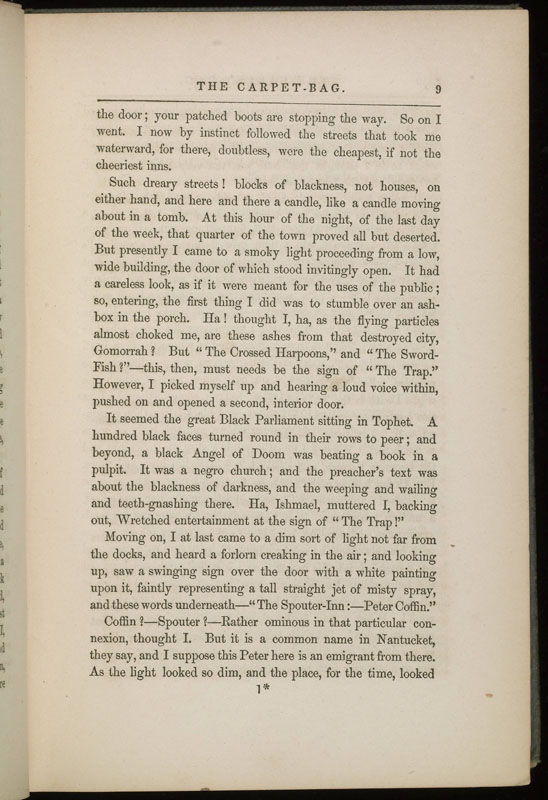 THE CARPET-BAG. 9
the door; your patched boots are stopping the way. So on I
went. I now by instinct followed the streets that took me
waterward, for there, doubtless, were the cheapest, if not the
cheeriest inns.
Such dreary streets! blocks of blackness, not houses, on
either hand, and here and there a candle, like a candle moving
about in a tomb. At this hour of the night, of the last day
of the week, that quarter of the town proved all but deserted.
But presently I came to a smoky light proceeding from a low,
wide building, the door of which stood invitingly open. It had
a careless look, as if it were meant for the uses of the public;
so, entering, the first thing I did was to stumble over an ash-
box in the porch. Ha! thought I, ha, as the flying particles
almost choked me, are these ashes from that destroyed city,
Gomorrah? But "The Crossed Harpoons," and "The Sword-
Fish?"—this, then, must needs be the sign of "The Trap."
However, I picked myself up and hearing a loud voice within,
pushed on and opened a second, interior door.
It seemed the great Black Parliament sitting in Tophet. A
hundred black faces turned round in their rows to peer; and
beyond, a black Angel of Doom was beating a book in a
pulpit. It was a negro church; and the preacher's text was
about the blackness of darkness, and the weeping and wailing
and teeth-gnashing there. Ha, Ishmael, muttered I, backing
out, Wretched entertainment at the sign of "The Trap!"
Moving on, I at last came to a dim sort of light not far from
the docks, and heard a forlorn creaking in the air; and looking
up, saw a swinging sign over the door with a white painting
upon it, faintly representing a tall straight jet of misty spray,
and these words underneath—"The Spouter-Inn:—Peter Coffin."
Coffin?—Spouter?—Rather ominous in that particular con-
nexion, thought I. But it is a common name in Nantucket,
they say, and I suppose this Peter here is an emigrant from there.
As the light looked so dim, and the place, for the time, looked
1*